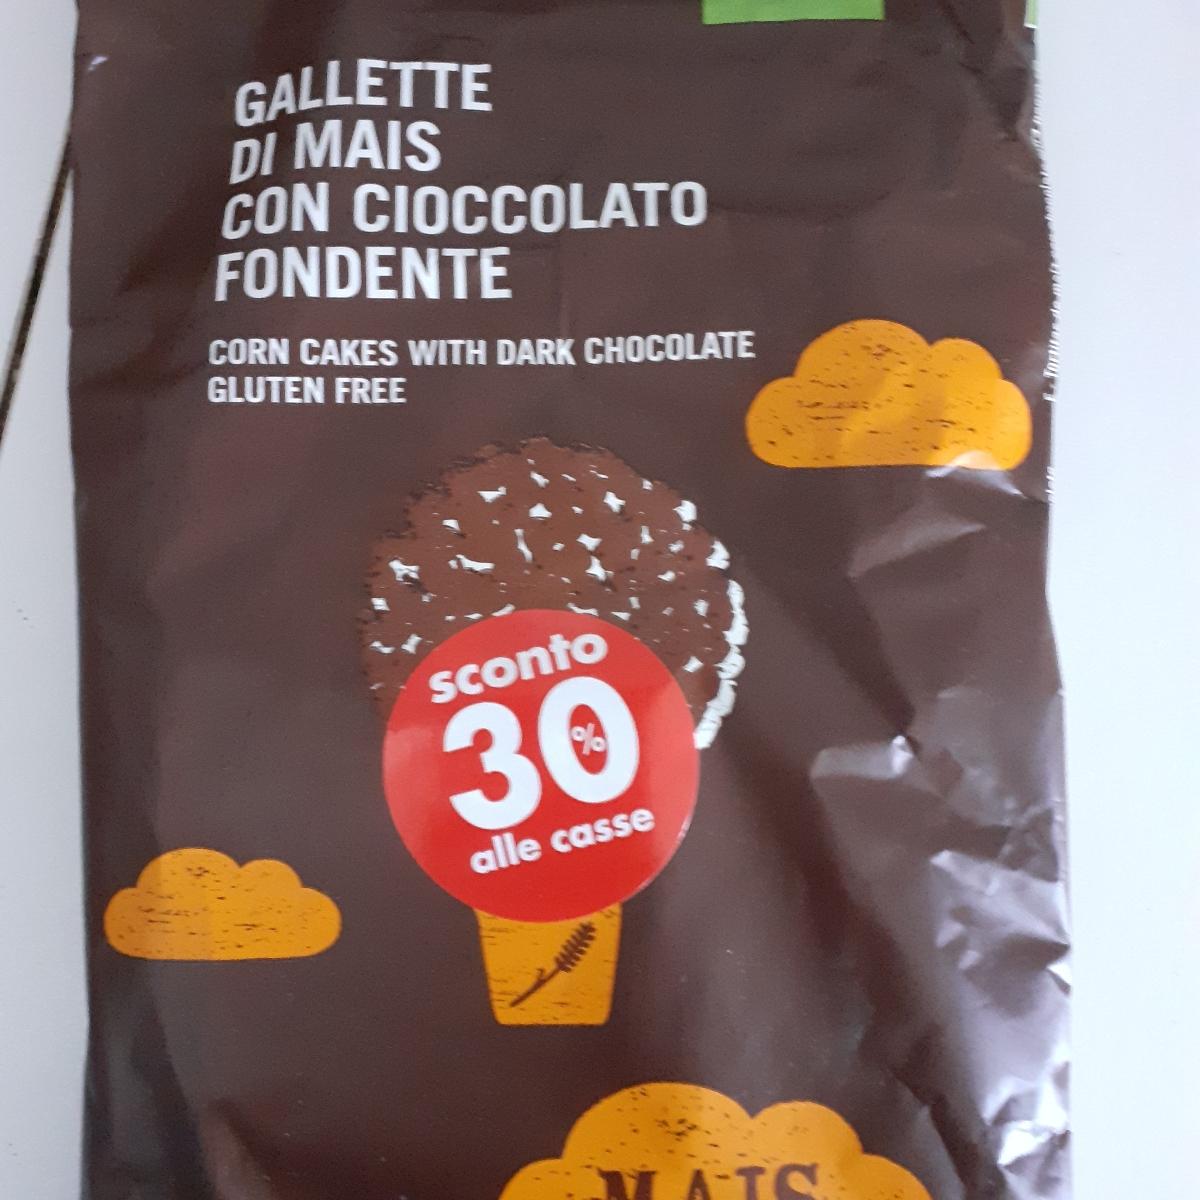 GALLETTE
DI MAIS
CON CIOCCOLATO
FONDENTE
CORN CAKES WITH DARK CHOCOLATE
GLUTEN FREE
sconto
30%
alle casse
MAIS